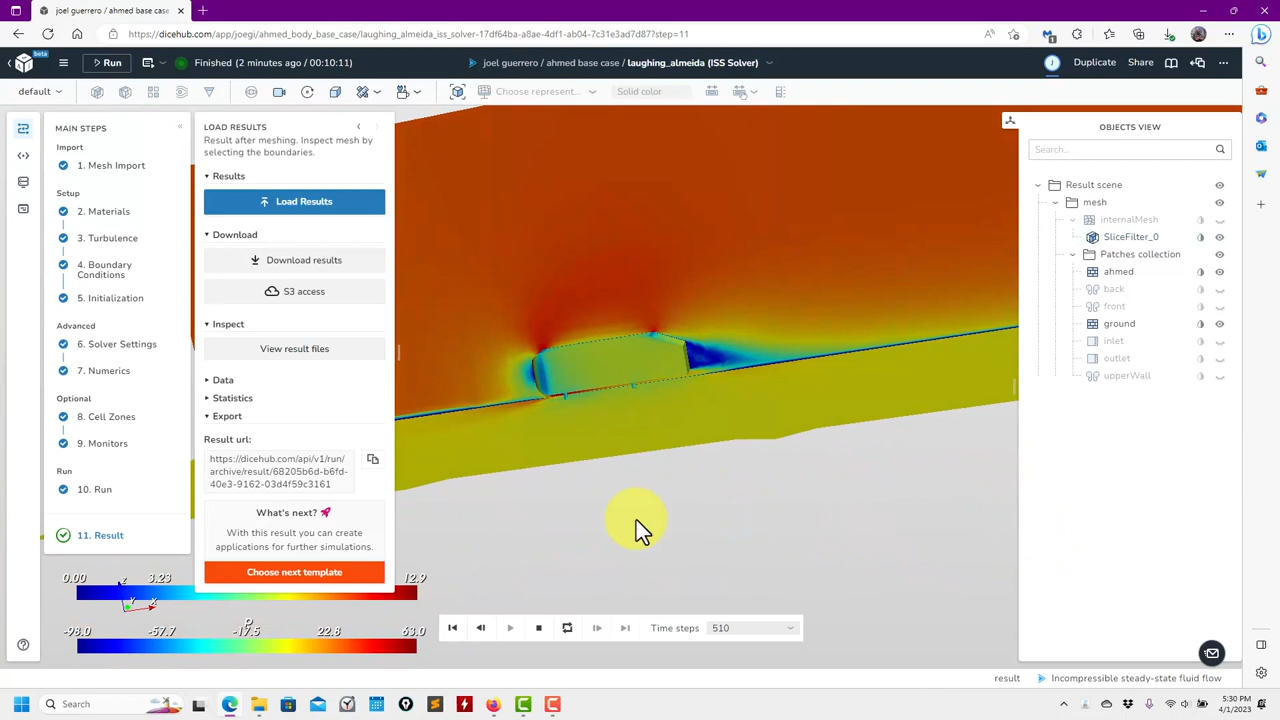 joel guerrero / ahmed base case
https://dicehub.com/app/joegi/ahmed_body_base_case/laughing_almeida_iss_solver-17df64ba-a8ae-4df1-ab04-7c31e3ad7d87?step=11
beta
Run
Finished (2 minutes ago / 00:10:11)
joel guerrero / ahmed base case / laughing_almeida (ISS Solver)
J
Duplicate
Share
default
Choose represent...
Solid color
MAIN STEPS
Import
1. Mesh Import
Setup
2. Materials
3. Turbulence
4. Boundary
Conditions
5. Initialization
Advanced
6. Solver Settings
7. Numerics
Optional
8. Cell Zones
9. Monitors
Run
10. Run
11. Result
LOAD RESULTS
Result after meshing. Inspect mesh by
selecting the boundaries.
Results
Load Results
Download
Download results
S3 access
Inspect
View result files
Data
Statistics
Export
Result url:
https://dicehub.com/api/v1/run/
archive/result/68205b6d-b6fd-
40e3-9162-03d4f59c3161
What's next?
With this result you can create
applications for further simulations.
Choose next template
0.00 3.23 12.9
z
Y X
p
-98.0 -57.7 -17.5 22.8 63.0
Time steps 510
OBJECTS VIEW
Search...
Result scene
mesh
internalMesh
SliceFilter_0
Patches collection
ahmed
back
front
ground
inlet
outlet
upperWall
result Incompressible steady-state fluid flow
Search
5:30 PM
4/1/2023